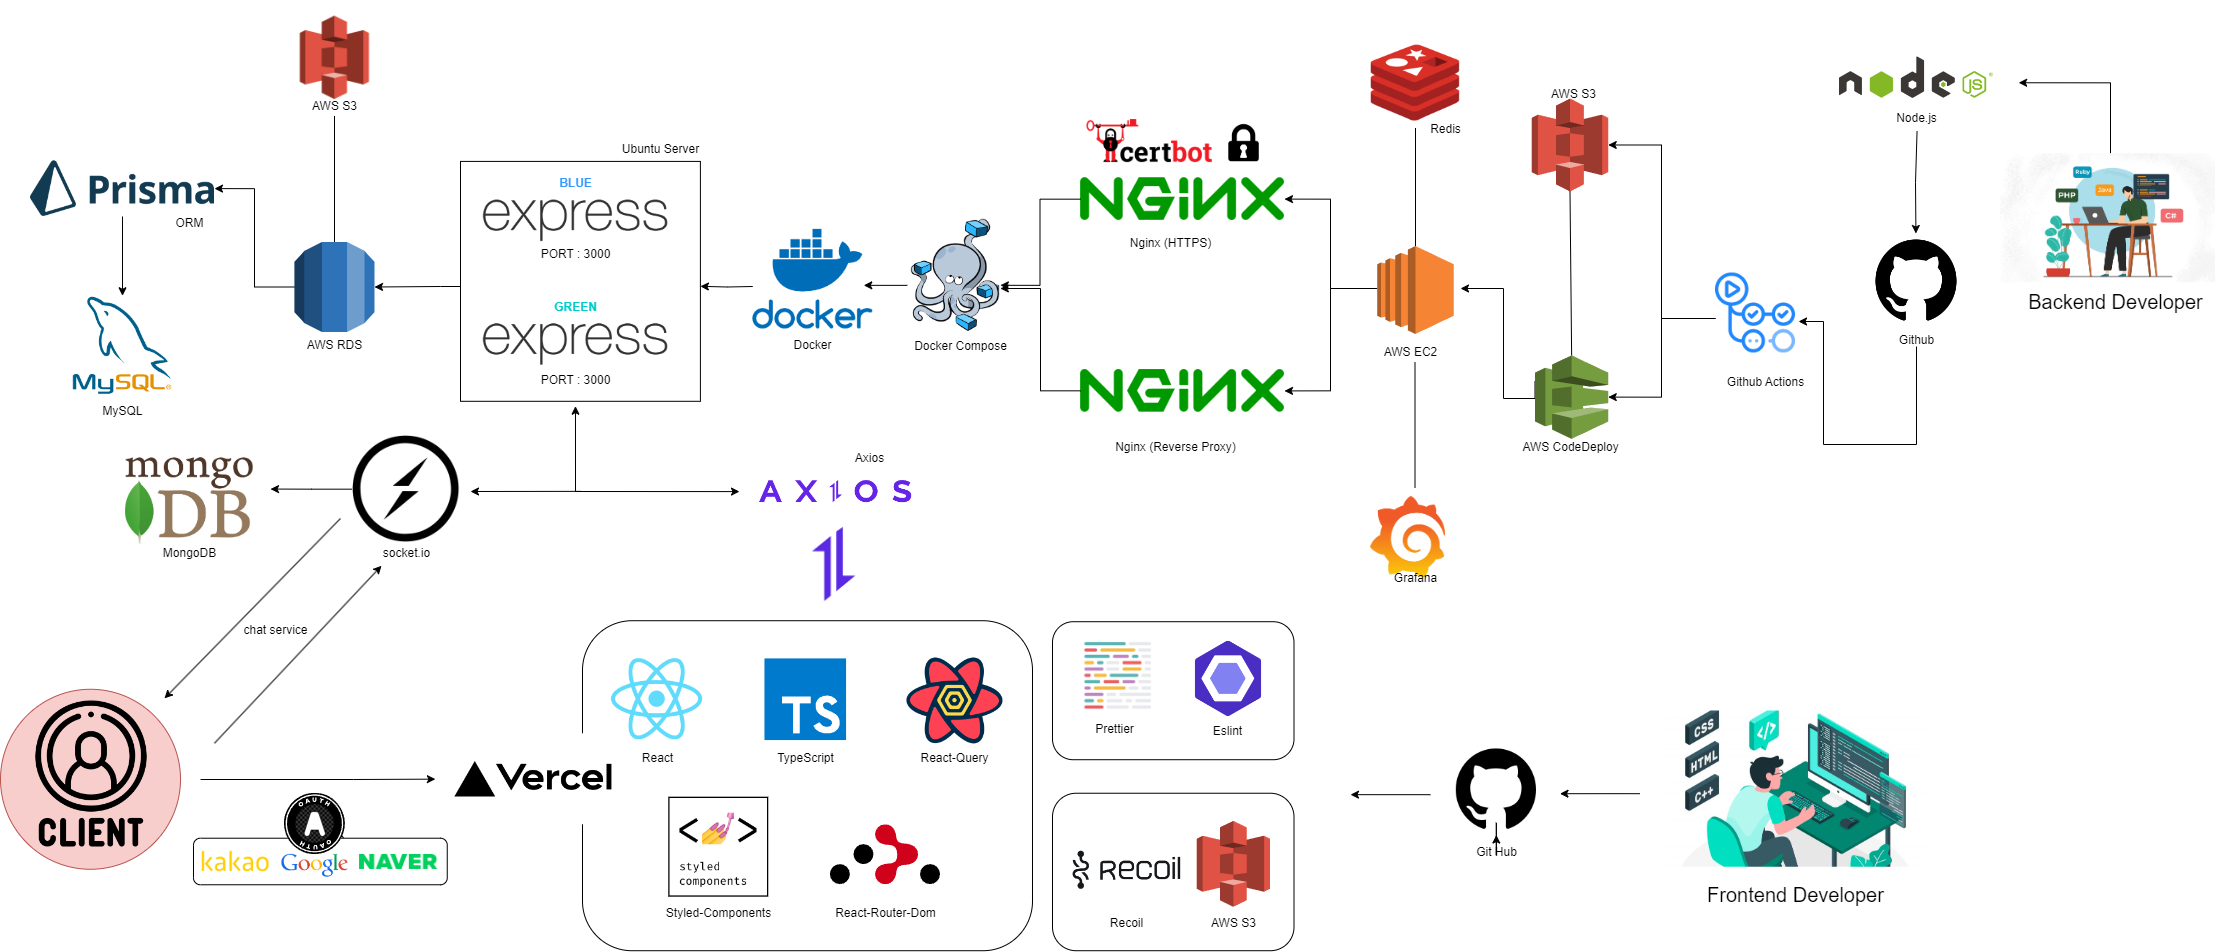 AWS S3
Prisma
ORM
MySQL
MySQL
AWS RDS
Ubuntu Server
BLUE
express
PORT : 3000
GREEN
express
PORT : 3000
docker
Docker
Docker Compose
certbot
NGINX
Nginx (HTTPS)
NGINX
Nginx (Reverse Proxy)
Redis
AWS EC2
Grafana
AWS S3
AWS CodeDeploy
Github Actions
node
JS
Node.js
Github
Ruby
PHP
Java
C#
Backend Developer
mongo
DB
MongoDB
socket.io
Axios
AXIOS
chat service
CLIENT
OAUTH
A
OAUTH
kakao Google NAVER
Vercel
React
TS
TypeScript
React-Query
styled
components
Styled-Components
React-Router-Dom
Prettier
Eslint
Recoil
Recoil
AWS S3
Git Hub
CSS
HTML
C++
</>
Frontend Developer